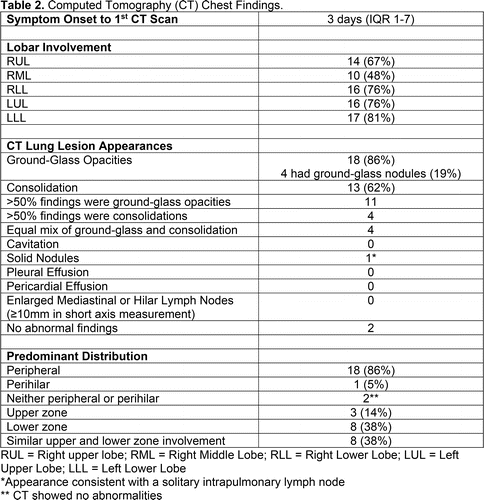 Table 2. Computed Tomography (CT) Chest Findings.
Symptom Onset to 1st CT Scan 3 days (IQR 1-7)
Lobar Involvement
RUL 14 (67%)
RML 10 (48%)
RLL 16 (76%)
LUL 16 (76%)
LLL 17 (81%)
CT Lung Lesion Appearances
Ground-Glass Opacities 18 (86%)
4 had ground-glass nodules (19%)
Consolidation 13 (62%)
>50% findings were ground-glass opacities 11
>50% findings were consolidations 4
Equal mix of ground-glass and consolidation 4
Cavitation 0
Solid Nodules 1*
Pleural Effusion 0
Pericardial Effusion 0
Enlarged Mediastinal or Hilar Lymph Nodes 0
(≥10mm in short axis measurement)
No abnormal findings 2
Predominant Distribution
Peripheral 18 (86%)
Perihilar 1 (5%)
Neither peripheral or perihilar 2**
Upper zone 3 (14%)
Lower zone 8 (38%)
Similar upper and lower zone involvement 8 (38%)
RUL = Right upper lobe; RML = Right Middle Lobe; RLL = Right Lower Lobe; LUL = Left
Upper Lobe; LLL = Left Lower Lobe
*Appearance consistent with a solitary intrapulmonary lymph node
** CT showed no abnormalities